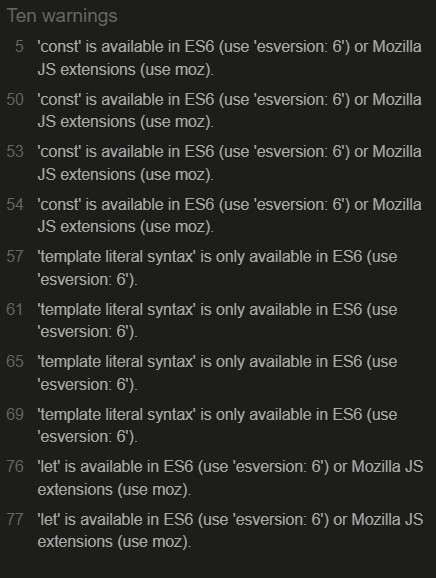 Ten warnings
5 'const' is available in ES6 (use 'esversion: 6') or Mozilla
JS extensions (use moz).
50 'const' is available in ES6 (use 'esversion: 6') or Mozilla
JS extensions (use moz).
53 'const' is available in ES6 (use 'esversion: 6') or Mozilla
JS extensions (use moz).
54 'const' is available in ES6 (use 'esversion: 6') or Mozilla
JS extensions (use moz).
57 'template literal syntax' is only available in ES6 (use
'esversion: 6').
61 'template literal syntax' is only available in ES6 (use
'esversion: 6').
65 'template literal syntax' is only available in ES6 (use
'esversion: 6').
69 'template literal syntax' is only available in ES6 (use
'esversion: 6').
76 'let' is available in ES6 (use 'esversion: 6') or Mozilla JS
extensions (use moz).
77 'let' is available in ES6 (use 'esversion: 6') or Mozilla JS
extensions (use moz).